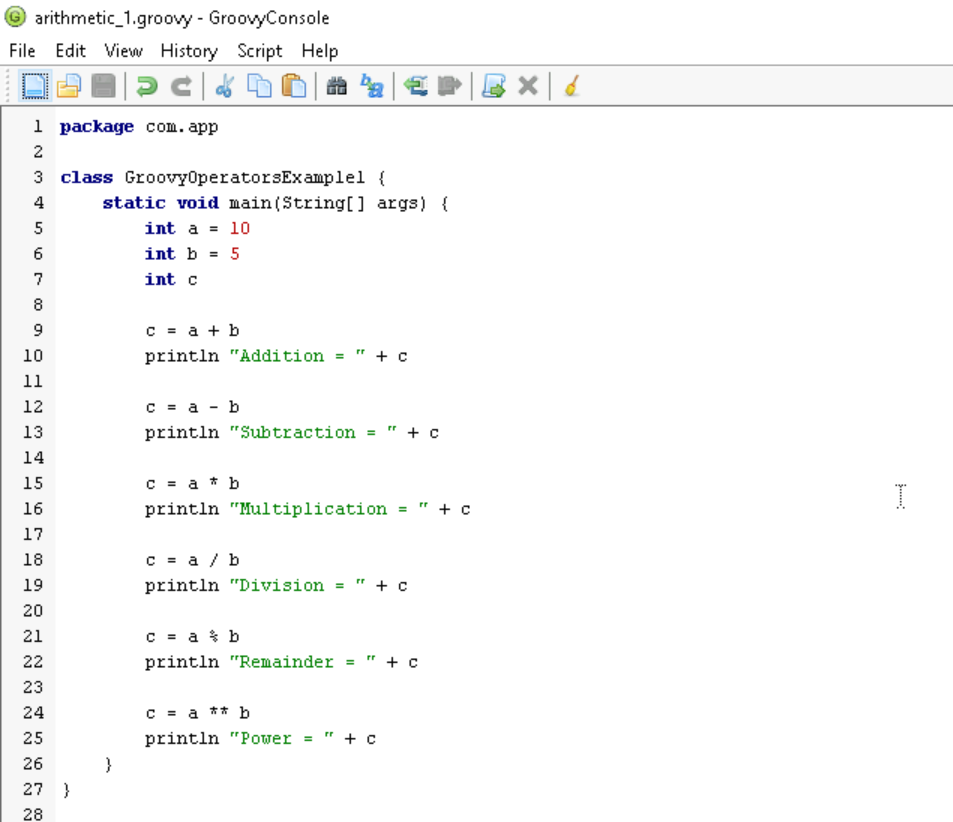 arithmetic_1.groovy - GroovyConsole
File Edit View History Script Help
1 package com.app
2
3 class GroovyOperatorsExample1 {
4     static void main(String[] args) {
5         int a = 10
6         int b = 5
7         int c
8
9         c = a + b
10         println "Addition = " + c
11
12         c = a - b
13         println "Subtraction = " + c
14
15         c = a * b
16         println "Multiplication = " + c
17
18         c = a / b
19         println "Division = " + c
20
21         c = a % b
22         println "Remainder = " + c
23
24         c = a ** b
25         println "Power = " + c
26     }
27 }
28